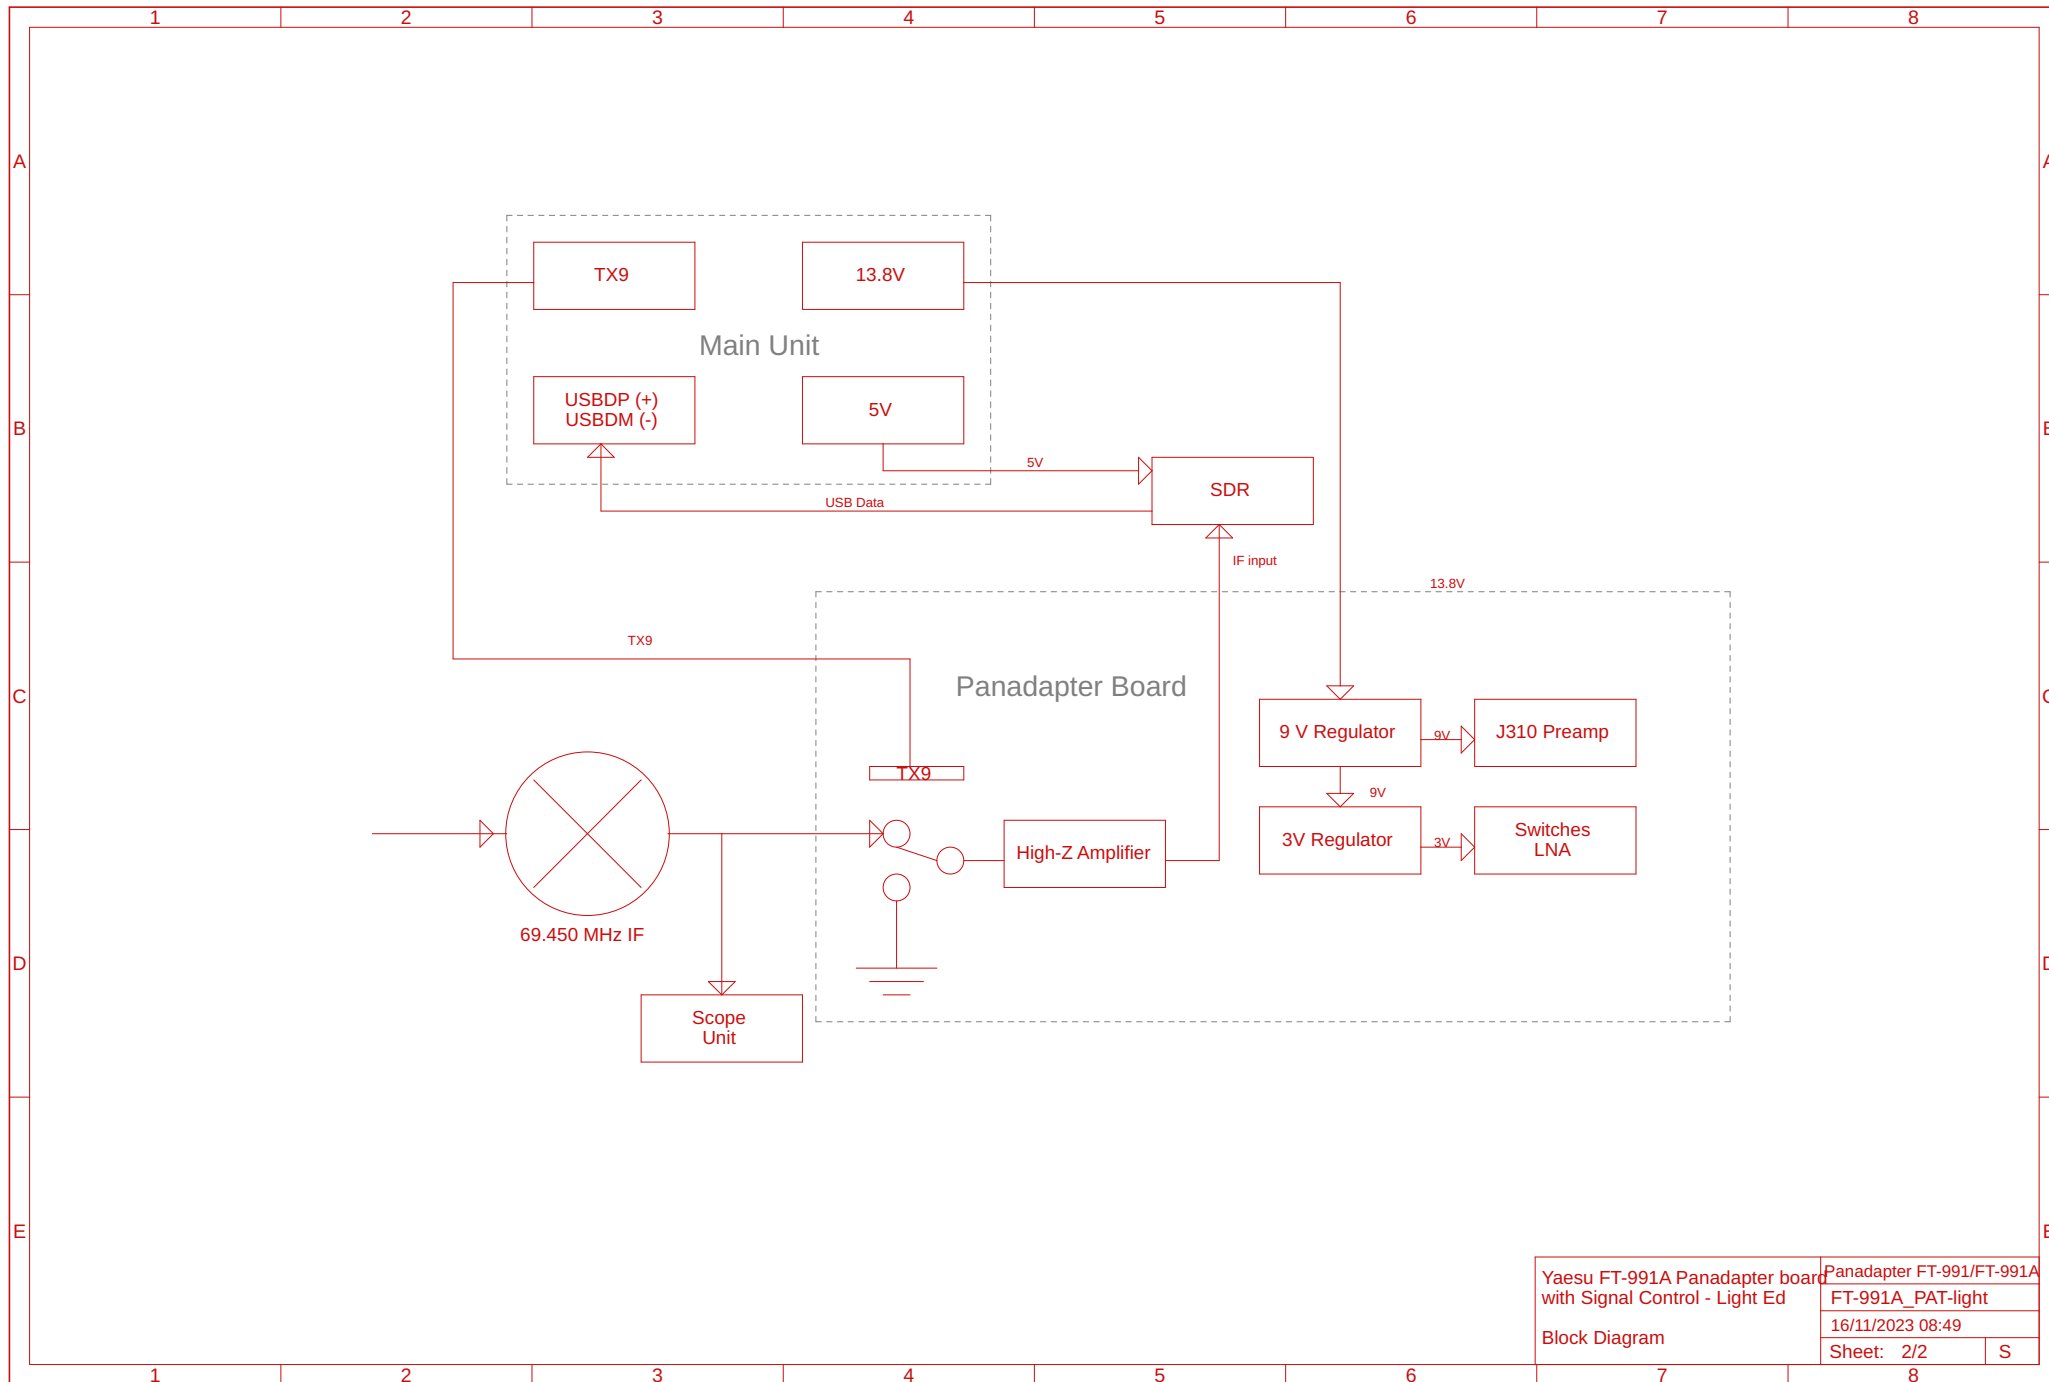 1 2 3 4 5 6 7 8
A A
TX9
13.8V
Main Unit
USBDP (+)
USBDM (-)
5V
B
5V
SDR
USB Data
IF input
13.8V
TX9
Panadapter Board
C
9 V Regulator
9V
J310 Preamp
TX9
9V
Switches
LNA
3V Regulator
3V
High-Z Amplifier
69.450 MHz IF
D
Scope
Unit
E
Yaesu FT-991A Panadapter board
with Signal Control - Light Ed
Block Diagram
Panadapter FT-991/FT-991A
FT-991A_PAT-light
16/11/2023 08:49
Sheet: 2/2 S
1 2 3 4 5 6 7 8